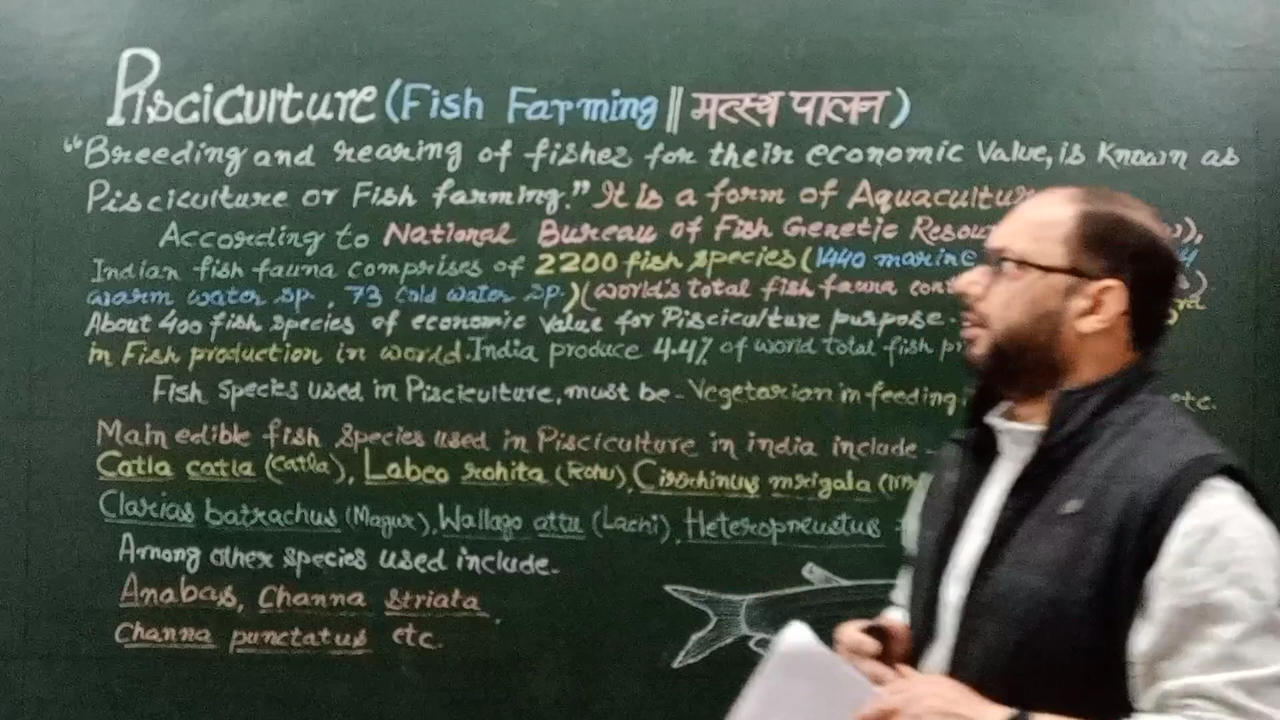 Pisciculture (Fish Farming || मत्स्य पालन)
"Breeding and rearing of fishes for their economic value, is known as
Pisciculture or Fish farming." It is a form of
According to National Bureau of Fish Genetic
Indian fish fauna comprises of 2200 fish species (1440 marine
warm water sp., 73 cold water sp.) (world's total fish fauna
About 400 fish species of economic value for Pisciculture purpose.
in Fish production in world. India produce 4.4% of world total fish
Fish species used in Pisciculture, must be - Vegetarian in feeding etc.
Main edible fish species used in Pisciculture in india include -
Catla catla (Catla), Labeo rohita (Rohu), Cirrhinus mrigala
Clarias batrachus (Magur), Wallago attu (Lachi), Heteropneustus
Among other species used include.
Anabas, Channa striata,
Channa punctatus etc.